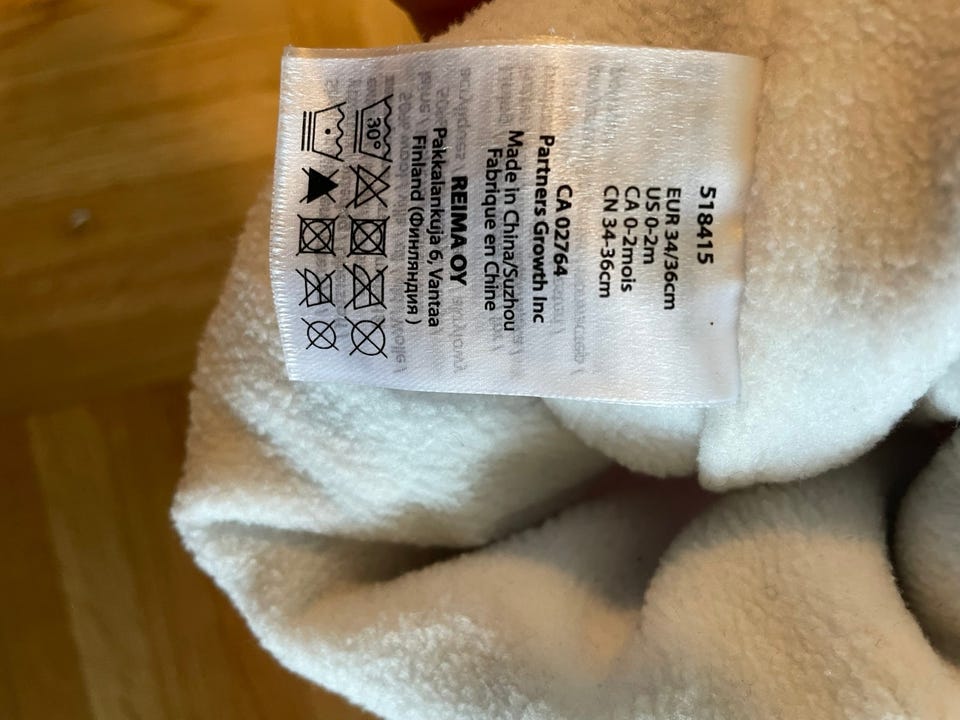 518415
EUR 34/36cm
US 0-2m
CA 0-2mois
CN 34-36cm
CA 02764
Partners Growth Inc
Made in China/Suzhou
Fabrique en Chine
REIMA OY
Pakkalankuja 6, Vantaa
Finland (Финляндия )
30°